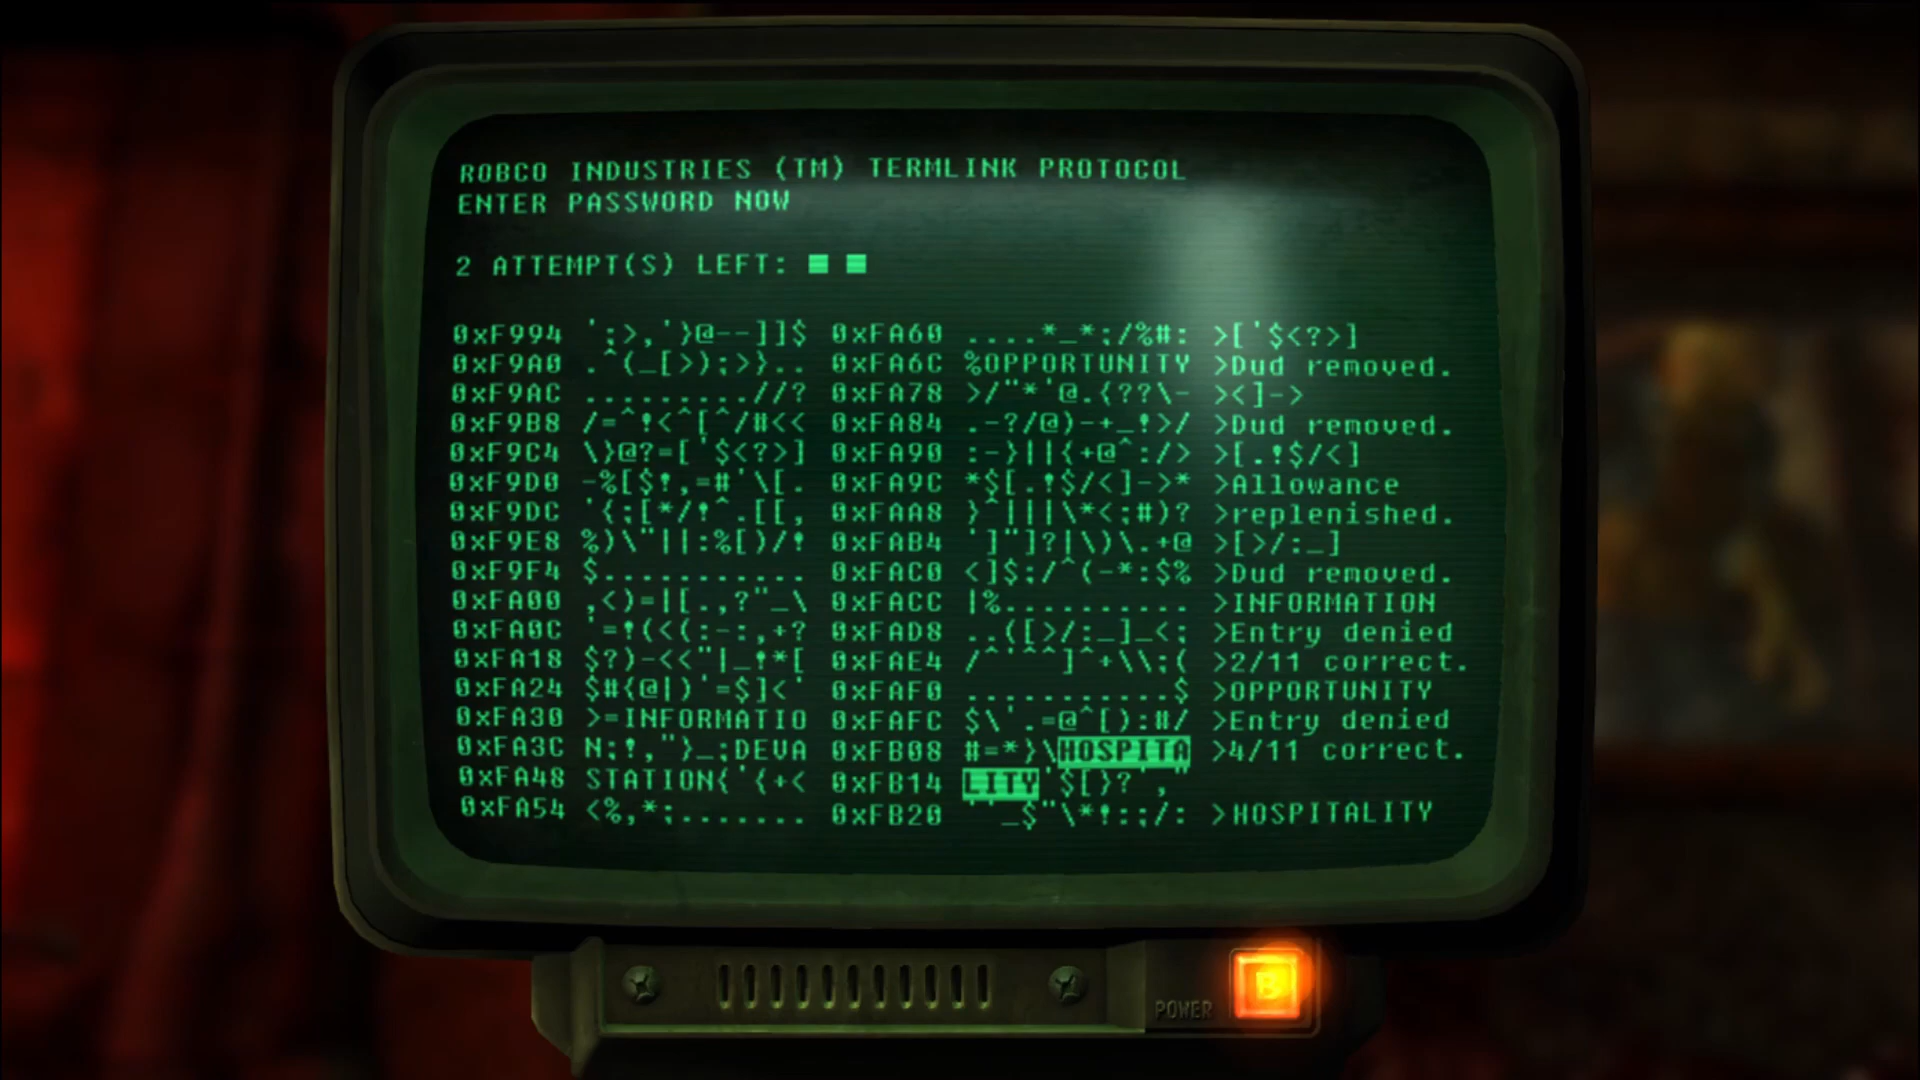 ROBCO INDUSTRIES (TM) TERMLINK PROTOCOL
ENTER PASSWORD NOW
2 ATTEMPT(S) LEFT: ■ ■
0xF994 ';>,'}@--]]$ 0xFA60 ....*_*;/%#: >['$<?>]
0xF9A0 .^(_[>);>}.. 0xFA6C %OPPORTUNITY >Dud removed.
0xF9AC .........//? 0xFA78 >/"*'@.{??\- ><]->
0xF9B8 /=^!<^[^/#<< 0xFA84 .-?/@)-+_!>/ >Dud removed.
0xF9C4 \}@?=['$<?>] 0xFA90 :-}||{+@^:/> >[.!$/<]
0xF9D0 -%[$!,=#'\[. 0xFA9C *$[.!$/<]->* >Allowance
0xF9DC '{;[*/!^.[[, 0xFAA8 }^|||\*<;#)? >replenished.
0xF9E8 %)\"||:%[)/! 0xFAB4 ']"]?|\)\.+@ >[>/:_]
0xF9F4 $........... 0xFAC0 <]$;/^(-*:$% >Dud removed.
0xFA00 ,<)=|[.,?"_\ 0xFACC |%.......... >INFORMATION
0xFA0C '=!(<(:-:,+? 0xFAD8 ..([>/:_]_<; >Entry denied
0xFA18 $?)-<<"|_!*[ 0xFAE4 /^'^^]^+\\;( >2/11 correct.
0xFA24 $#{@|)'=$]<' 0xFAF0 ...........$ >OPPORTUNITY
0xFA30 >=INFORMATIO 0xFAFC $\'.=@^[):#/ >Entry denied
0xFA3C N;!,"}_;DEVA 0xFB08 #=*}\HOSPITA >4/11 correct.
0xFA48 STATION{'{+< 0xFB14 LITY'$[}?',"
0xFA54 <%,*;....... 0xFB20 ''_$"\*!:;/: >HOSPITALITY
POWER